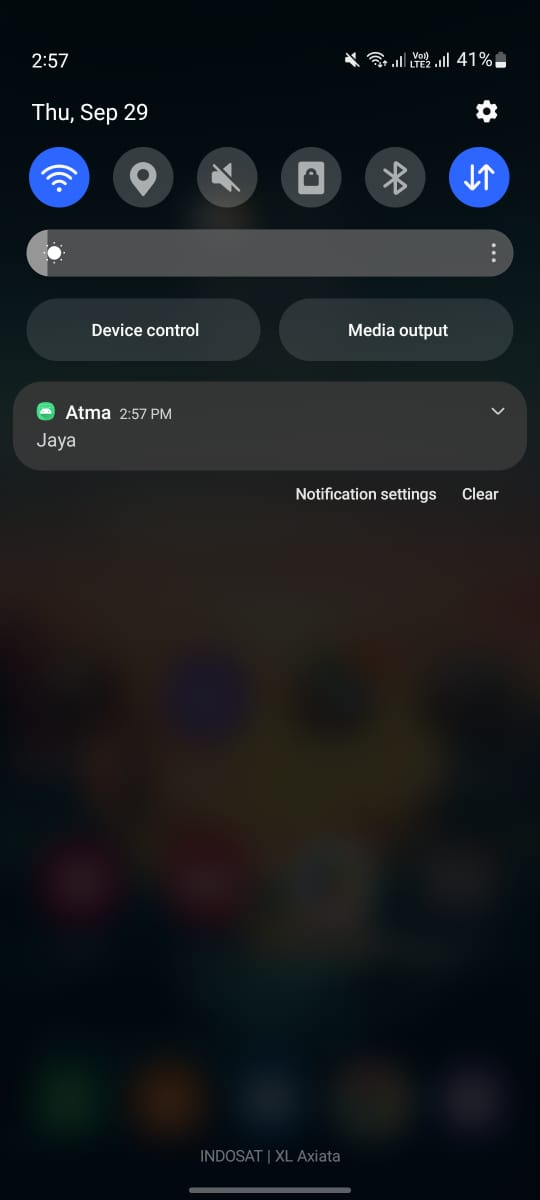 2:57 Vo)) LTE2 41%
Thu, Sep 29
Device control Media output
Atma 2:57 PM
Jaya
Notification settings Clear
INDOSAT | XL Axiata